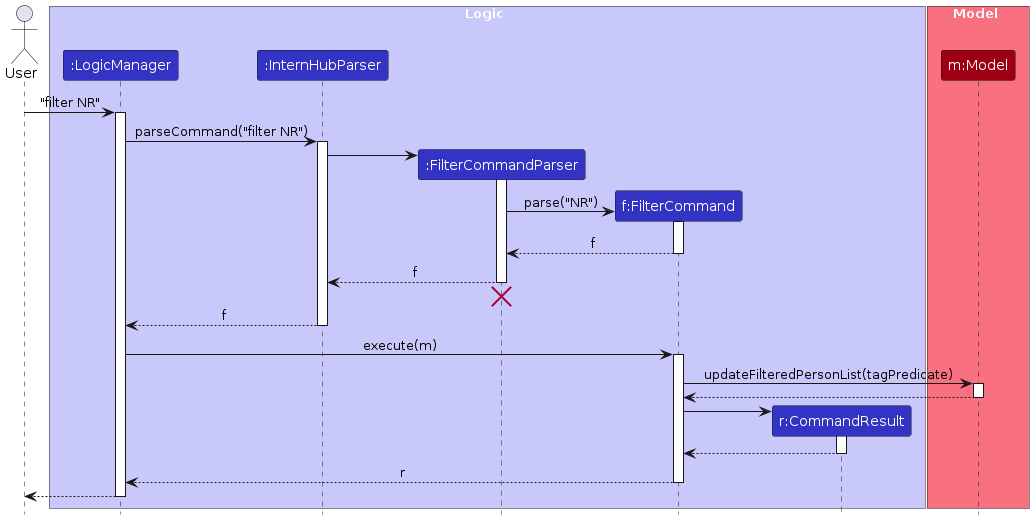 Logic
Model
:LogicManager
:InternHubParser
m:Model
User
"filter NR"
parseCommand("filter NR")
:FilterCommandParser
parse("NR")
f:FilterCommand
f
f
f
execute(m)
updateFilteredPersonList(tagPredicate)
r:CommandResult
r